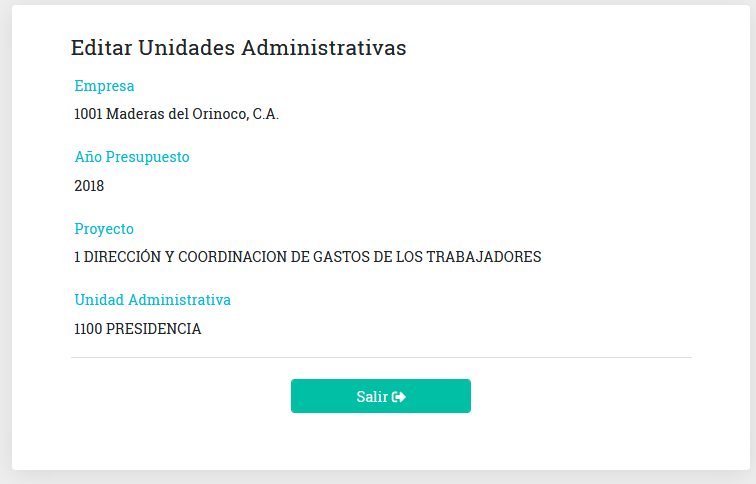 Editar Unidades Administrativas
Empresa
1001 Maderas del Orinoco, C.A.
Año Presupuesto
2018
Proyecto
1 DIRECCIÓN Y COORDINACION DE GASTOS DE LOS TRABAJADORES
Unidad Administrativa
1100 PRESIDENCIA
Salir